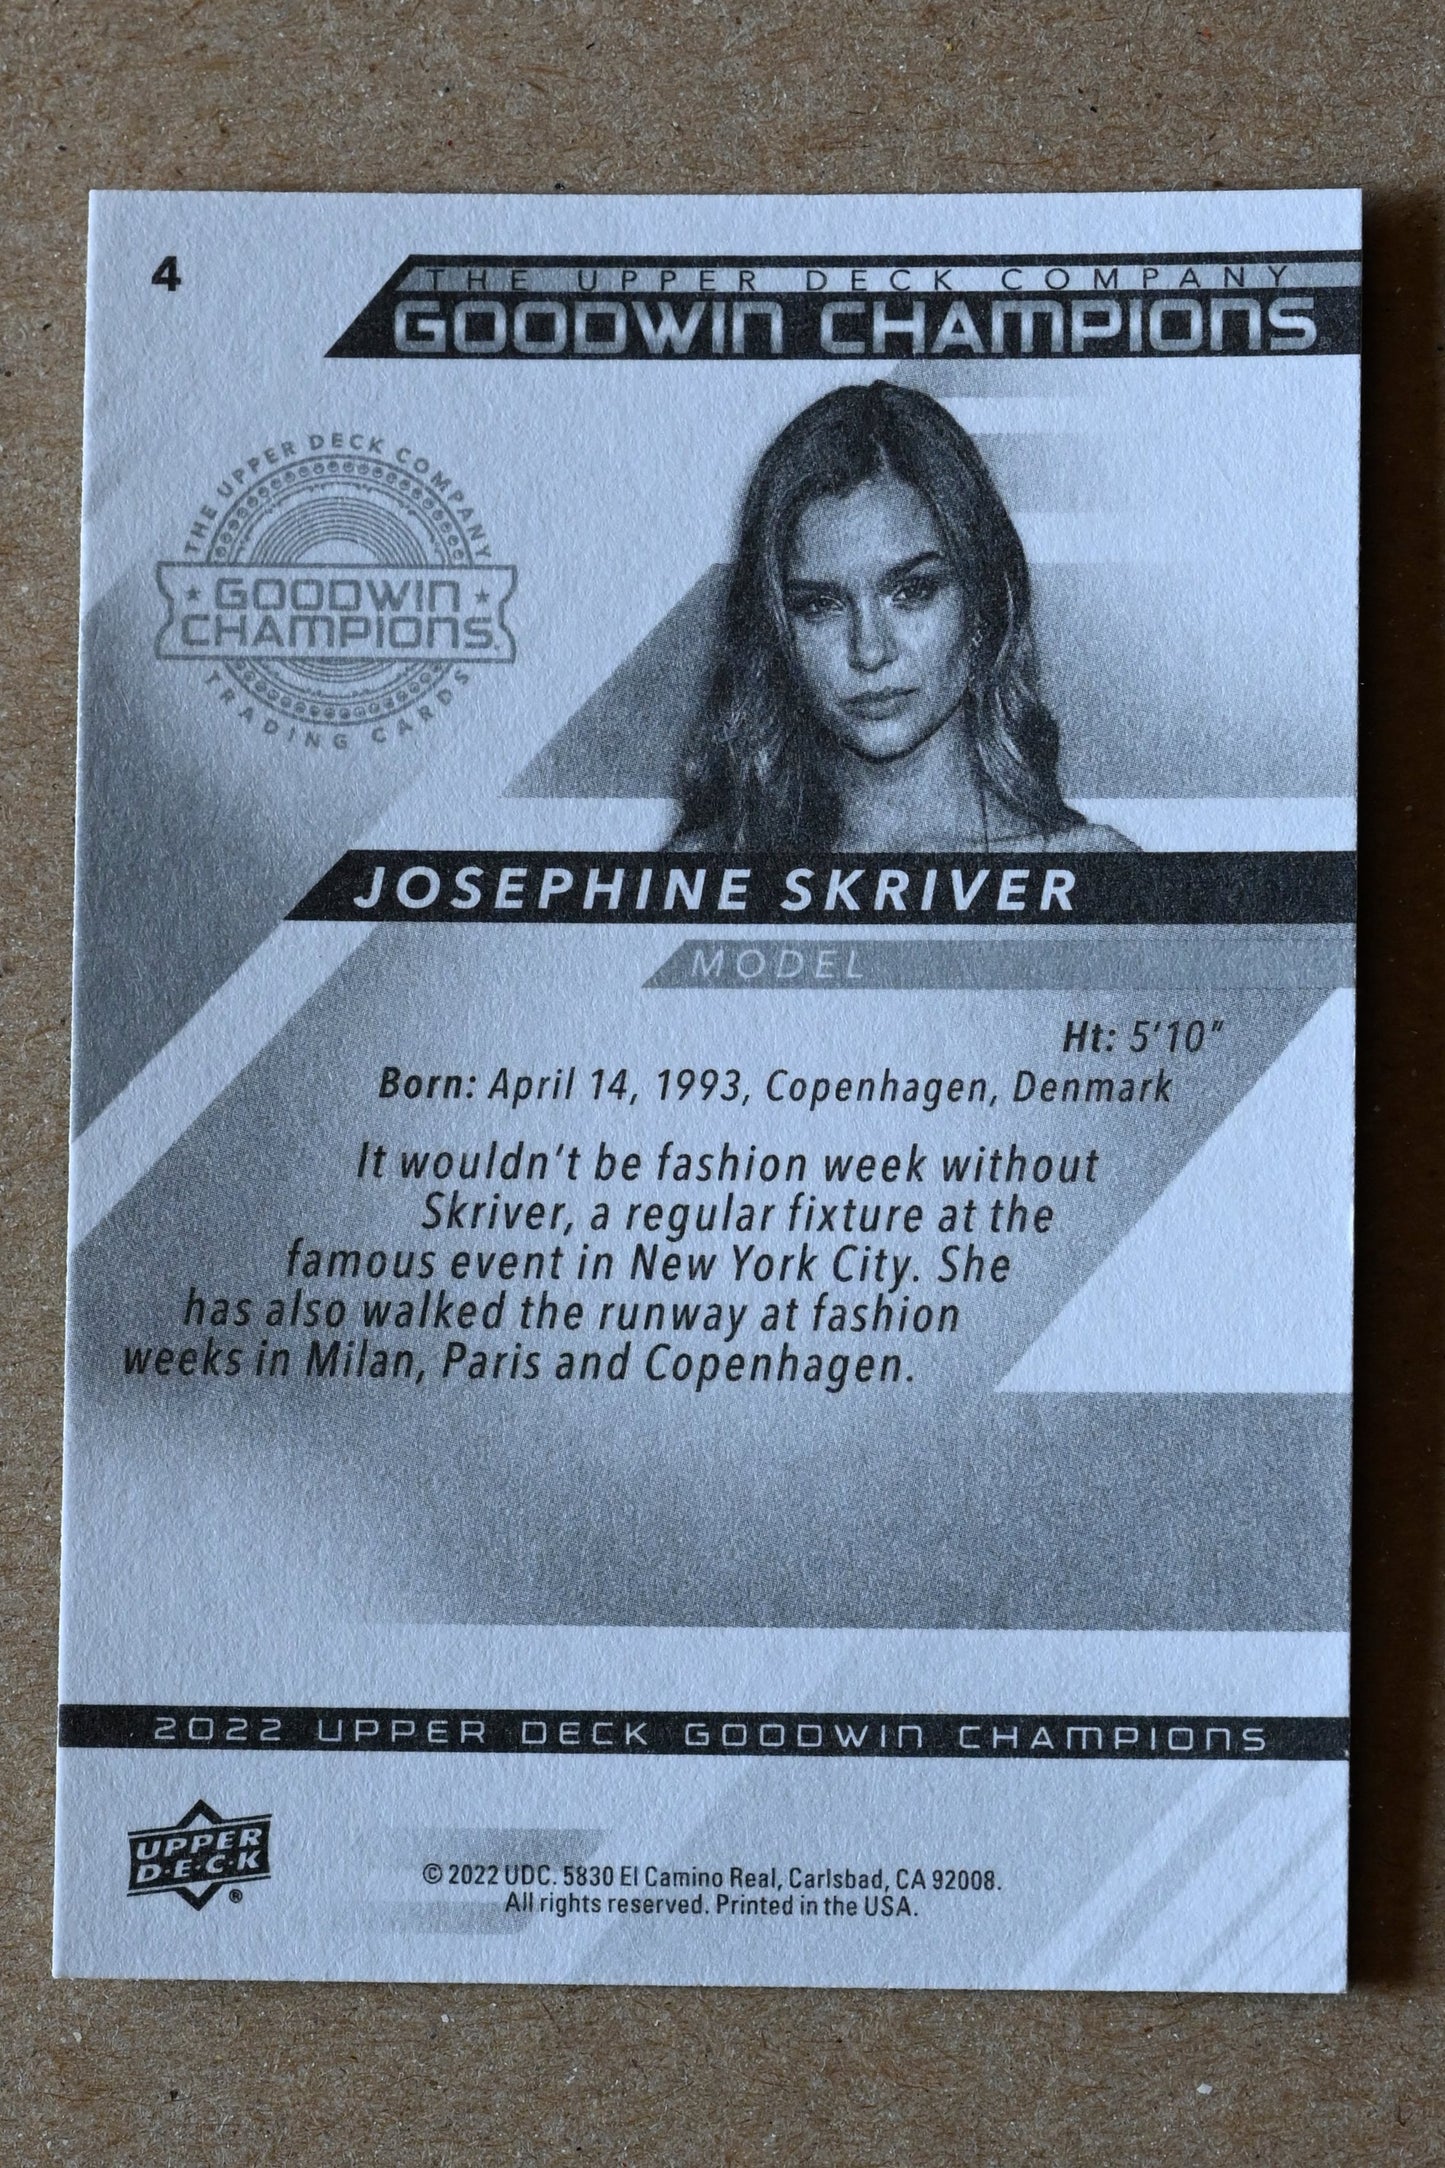 4
THE UPPER DECK COMPANY
GOODWIN CHAMPIONS®
THE UPPER DECK COMPANY
GOODWIN
CHAMPIONS
TRADING CARDS
JOSEPHINE SKRIVER
MODEL
Ht: 5'10"
Born: April 14, 1993, Copenhagen, Denmark
It wouldn't be fashion week without
Skriver, a regular fixture at the
famous event in New York City. She
has also walked the runway at fashion
weeks in Milan, Paris and Copenhagen.
2022 UPPER DECK GOODWIN CHAMPIONS
UPPER
D·E·C·K®
© 2022 UDC. 5830 El Camino Real, Carlsbad, CA 92008.
All rights reserved. Printed in the USA.